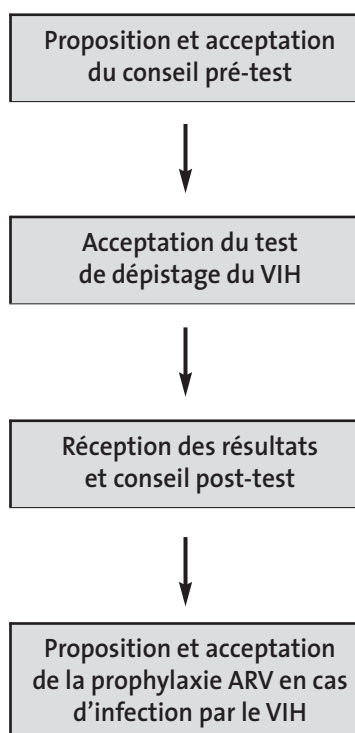 Proposition et acceptation
du conseil pré-test
Acceptation du test
de dépistage du VIH
Réception des résultats
et conseil post-test
Proposition et acceptation
de la prophylaxie ARV en cas
d’infection par le VIH